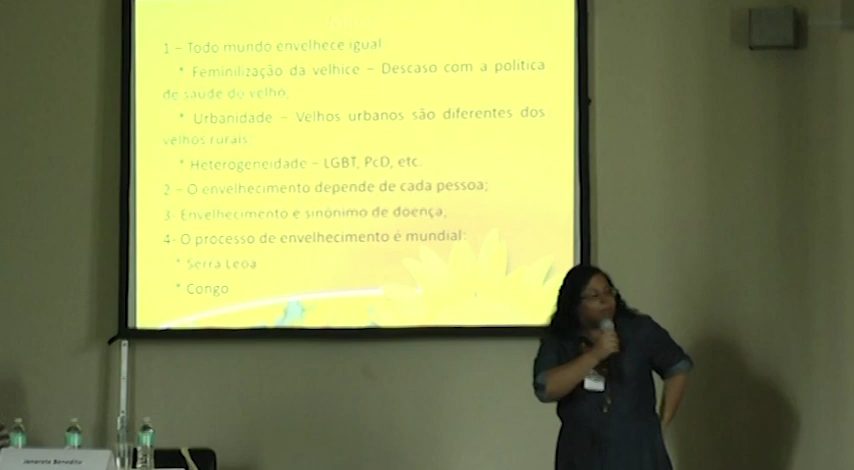 1 – Todo mundo envelhece igual:
* Feminilização da velhice – Descaso com a política
de saúde do velho;
* Urbanidade – Velhos urbanos são diferentes dos
velhos rurais;
* Heterogeneidade – LGBT, PcD, etc.
2 – O envelhecimento depende de cada pessoa;
3- Envelhecimento é sinônimo de doença;
4- O processo de envelhecimento é mundial:
* Serra Leoa
* Congo
Benedito